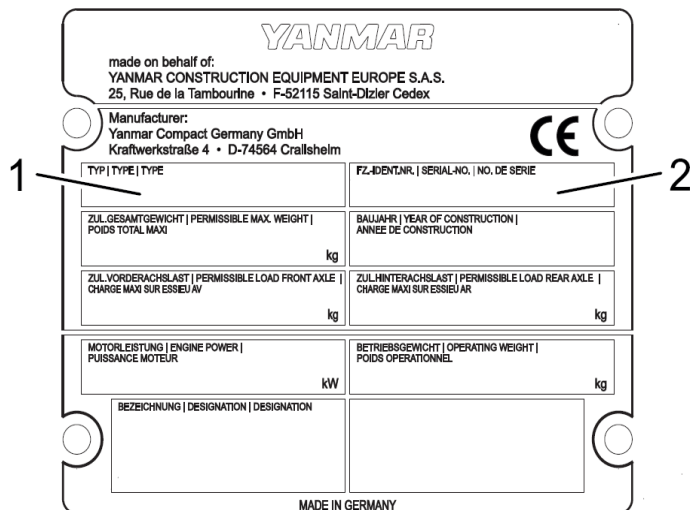 YANMAR
made on behalf of:
YANMAR CONSTRUCTION EQUIPMENT EUROPE S.A.S.
25, Rue de la Tambourine • F-52115 Saint-Dizier Cedex
Manufacturer:
Yanmar Compact Germany GmbH
Kraftwerkstraße 4 • D-74564 Crailsheim
CE
1
TYP | TYPE | TYPE
FZ.-IDENT.NR. | SERIAL-NO. | NO. DE SERIE
2
ZUL.GESAMTGEWICHT | PERMISSIBLE MAX. WEIGHT |
POIDS TOTAL MAXI
kg
BAUJAHR | YEAR OF CONSTRUCTION |
ANNEE DE CONSTRUCTION
ZUL.VORDERACHSLAST | PERMISSIBLE LOAD FRONT AXLE |
CHARGE MAXI SUR ESSIEU AV
kg
ZUL.HINTERACHSLAST | PERMISSIBLE LOAD REAR AXLE |
CHARGE MAXI SUR ESSIEU AR
kg
MOTORLEISTUNG | ENGINE POWER |
PUISSANCE MOTEUR
kW
BETRIEBSGEWICHT | OPERATING WEIGHT |
POIDS OPERATIONNEL
kg
BEZEICHNUNG | DESIGNATION | DESIGNATION
MADE IN GERMANY